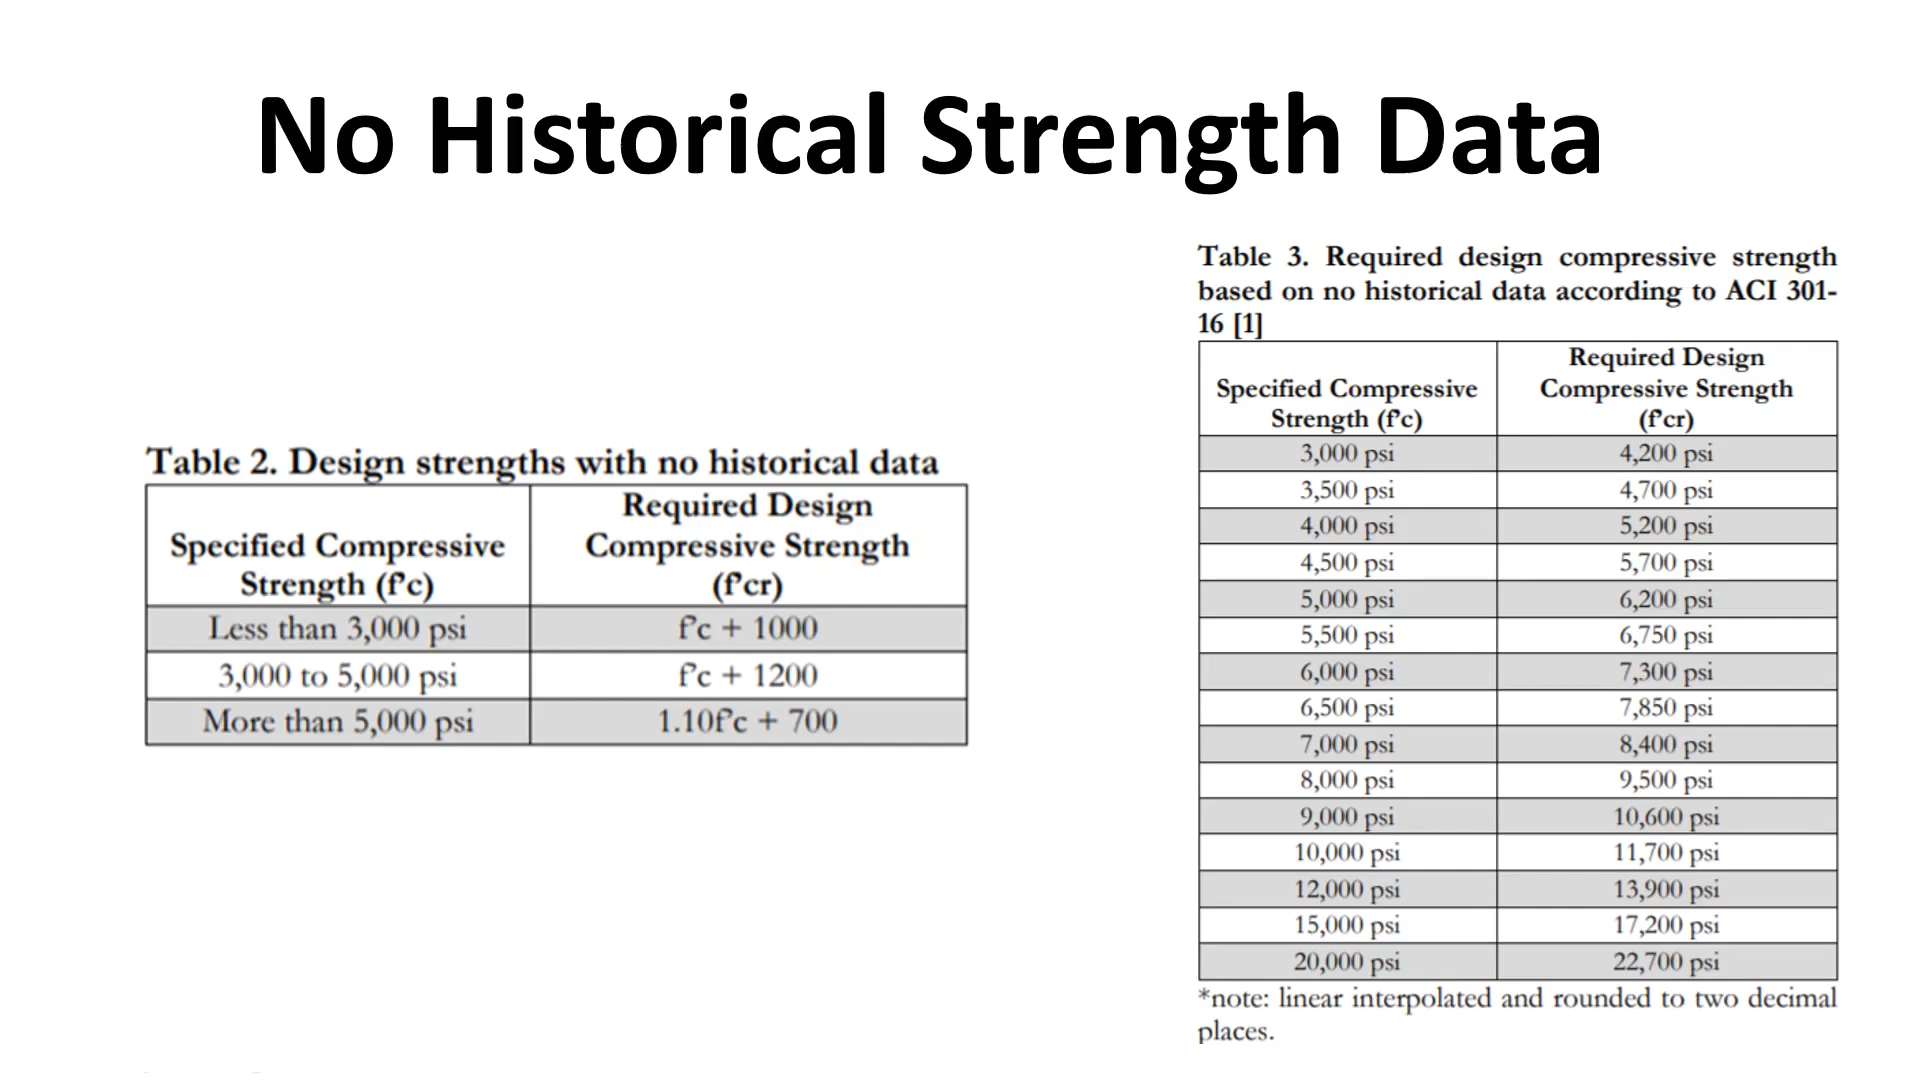 No Historical Strength Data
Table 2. Design strengths with no historical data
Specified Compressive
Strength (f'c)
Required Design
Compressive Strength
(f'cr)
Less than 3,000 psi f'c + 1000
3,000 to 5,000 psi f'c + 1200
More than 5,000 psi 1.10f'c + 700
Table 3. Required design compressive strength
based on no historical data according to ACI 301-
16 [1]
Specified Compressive
Strength (f'c)
Required Design
Compressive Strength
(f'cr)
3,000 psi 4,200 psi
3,500 psi 4,700 psi
4,000 psi 5,200 psi
4,500 psi 5,700 psi
5,000 psi 6,200 psi
5,500 psi 6,750 psi
6,000 psi 7,300 psi
6,500 psi 7,850 psi
7,000 psi 8,400 psi
8,000 psi 9,500 psi
9,000 psi 10,600 psi
10,000 psi 11,700 psi
12,000 psi 13,900 psi
15,000 psi 17,200 psi
20,000 psi 22,700 psi
*note: linear interpolated and rounded to two decimal
places.